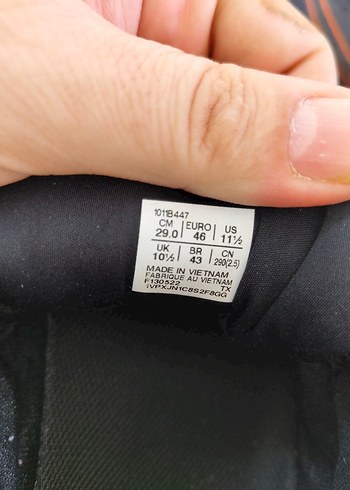 1011B447
CM EURO US
29.0 46 11½
UK BR CN
10½ 43 290(2.5)
MADE IN VIETNAM
FABRIQUE AU VIETNAM
F130522 TX
1VPXJN1C8S2F8GG